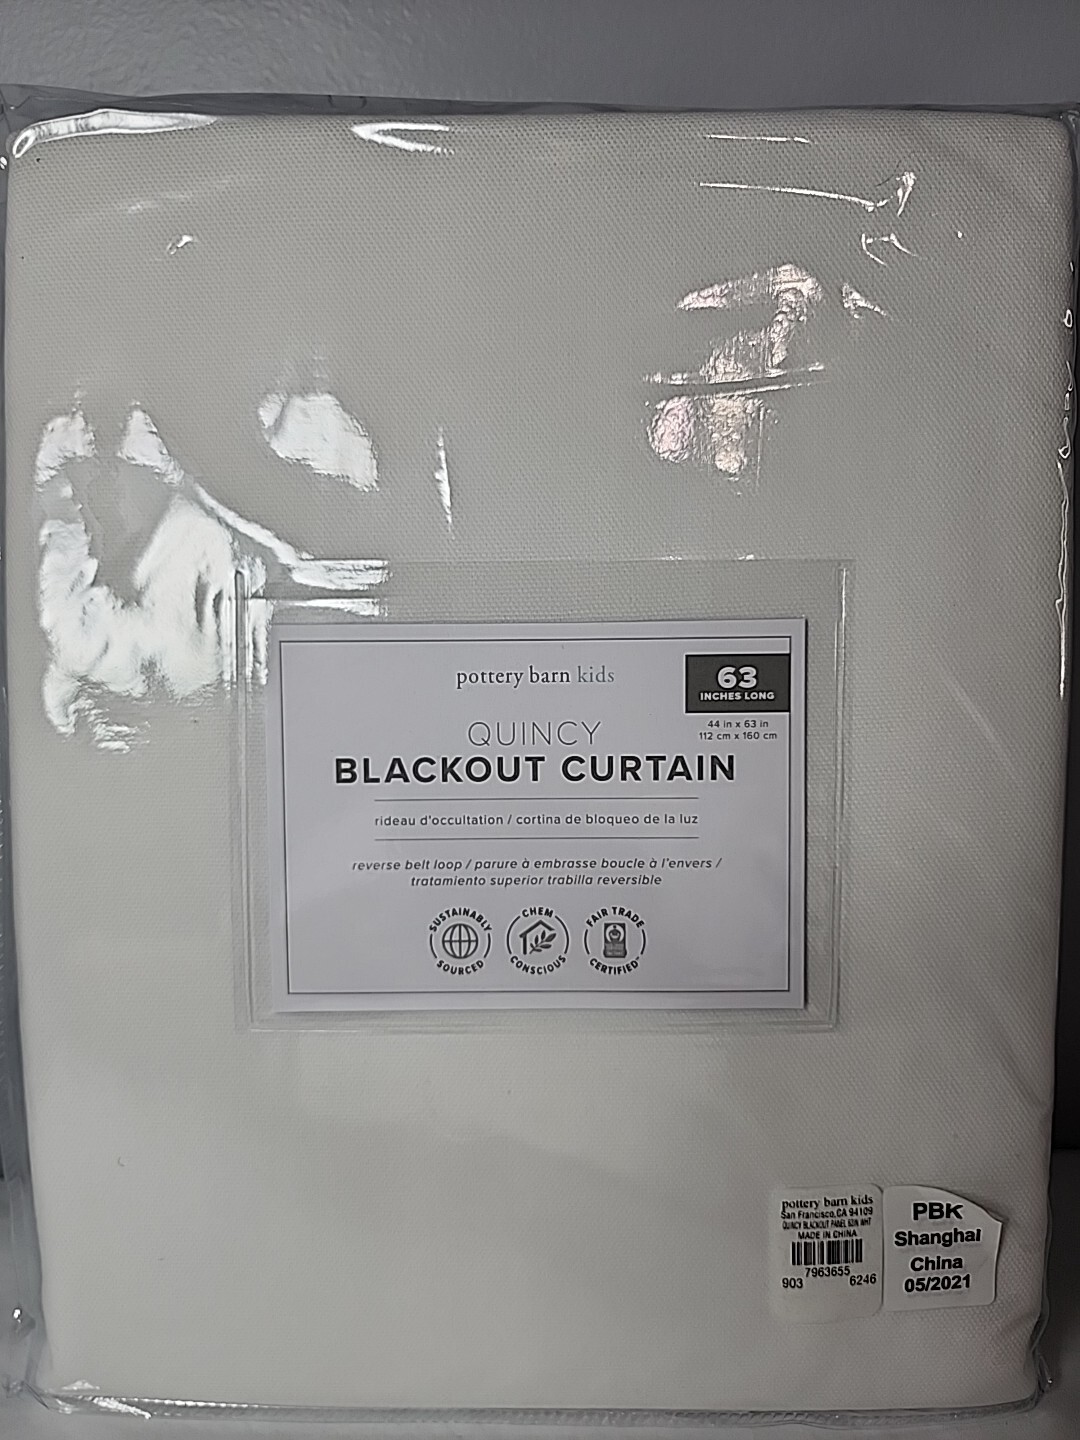 pottery barn kids
63
INCHES LONG
44 in x 63 in
112 cm x 160 cm
QUINCY
BLACKOUT CURTAIN
rideau d'occultation / cortina de bloqueo de la luz
reverse belt loop / parure à embrasse boucle à l'envers /
tratamiento superior trabilla reversible
SUSTAINABLY
SOURCED
CHEM
CONSCIOUS
FAIR TRADE
CERTIFIED™
pottery barn kids
San Francisco, CA 94109
QUINCY BLACKOUT PANEL 63IN WHT
MADE IN CHINA
7963655
903 6246
PBK
Shanghai
China
05/2021